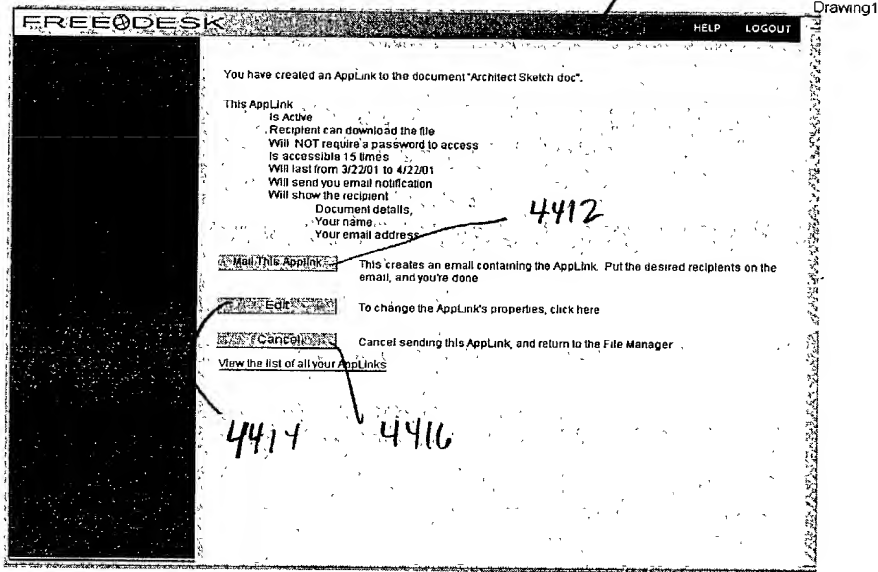 Drawing1
FREEDESK
HELP LOGOUT
You have created an AppLink to the document "Architect Sketch doc".
This AppLink
Is Active
Recipient can download the file
Will NOT require a password to access
Is accessible 15 times
Will last from 3/22/01 to 4/22/01
Will send you email notification
Will show the recipient
Document details,
Your name,
Your email address
4412
Mail This Applink
This creates an email containing the AppLink. Put the desired recipients on the
email, and you're done
Edit
To change the AppLink's properties, click here
Cancel
Cancel sending this AppLink, and return to the File Manager
View the list of all your AppLinks
4414 4416